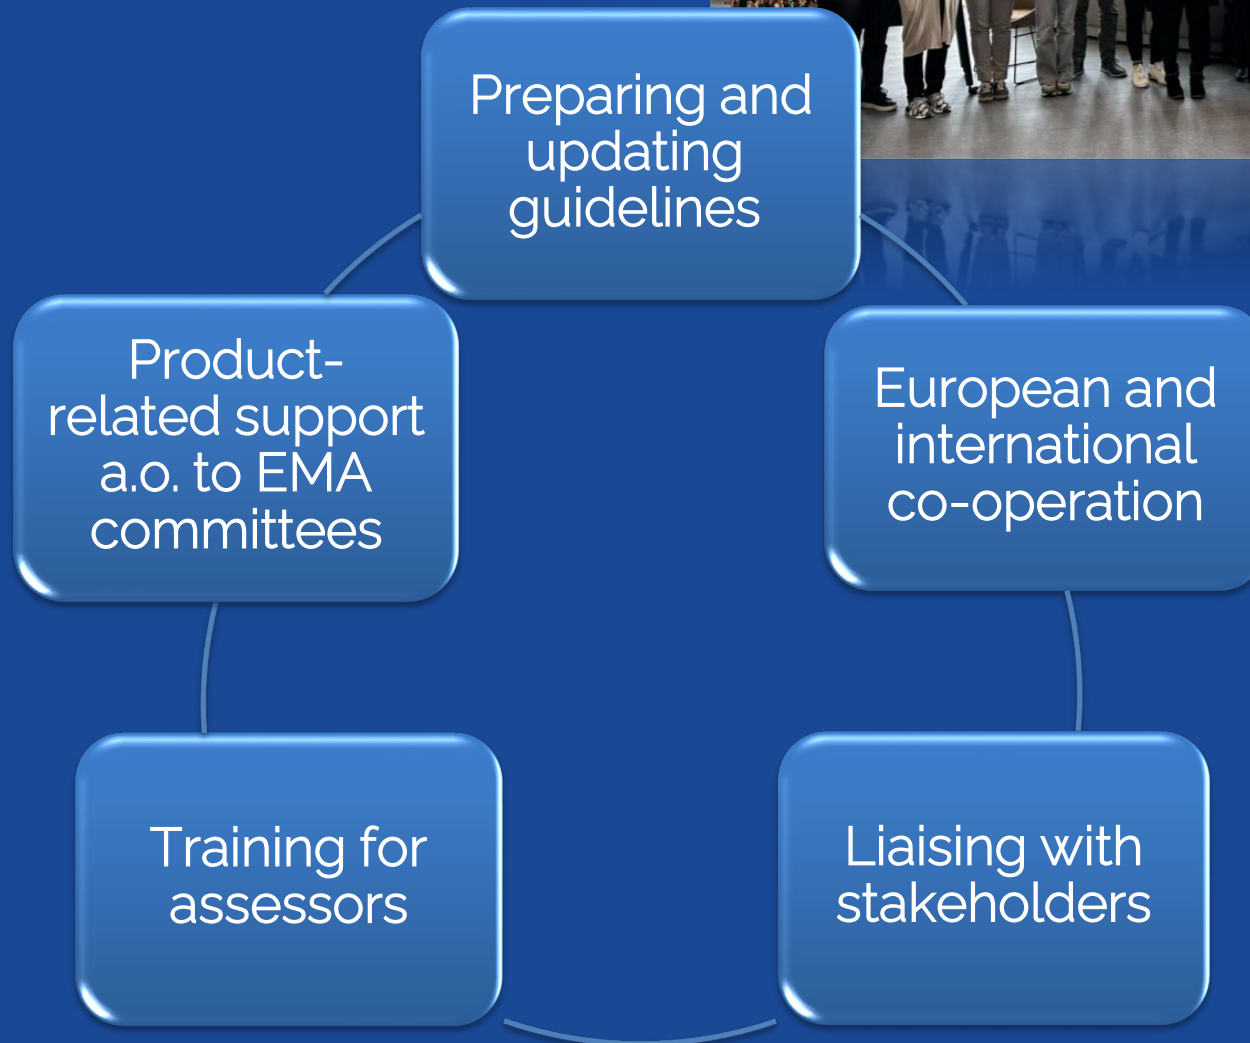 Preparing and
updating
guidelines
Product-
related support
a.o. to EMA
committees
European and
international
co-operation
Training for
assessors
Liaising with
stakeholders